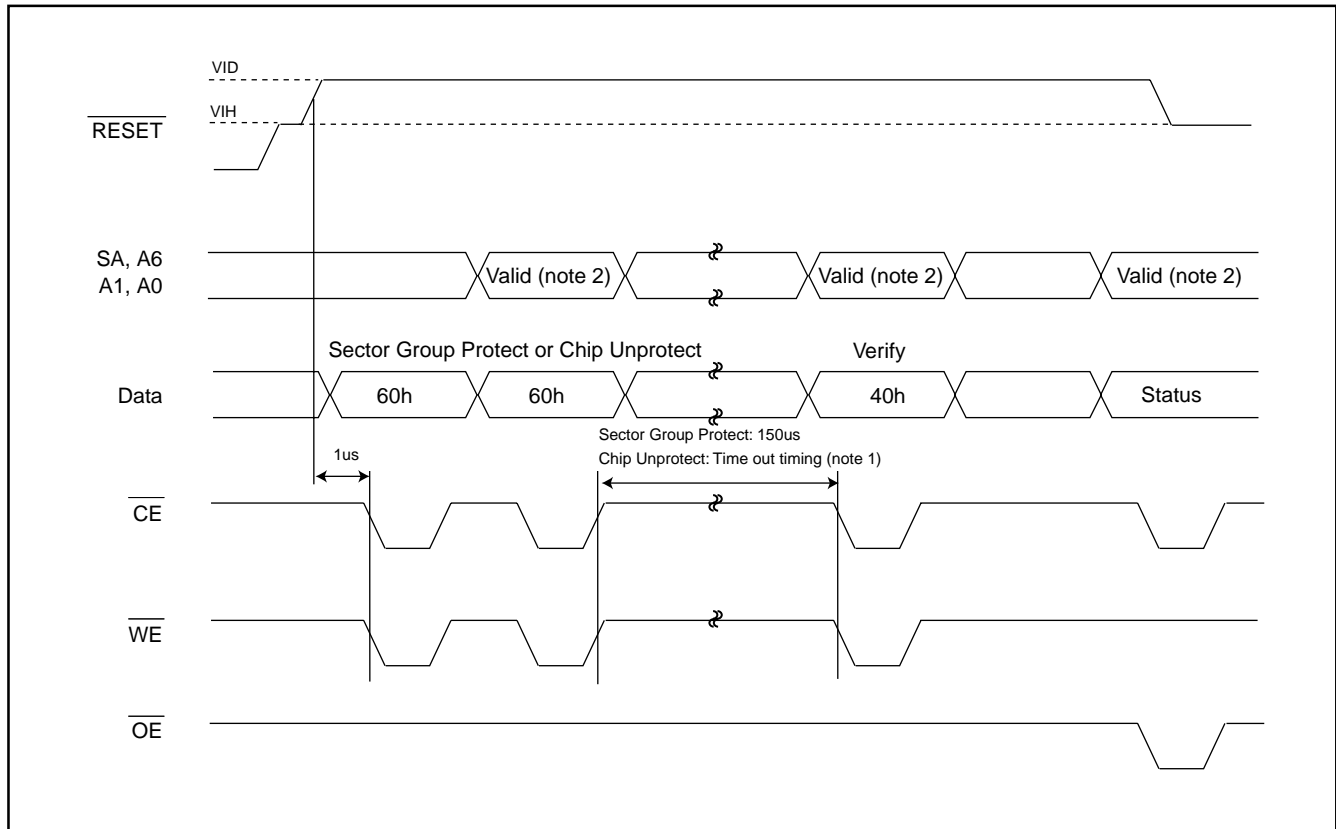 VID
VIH
RESET
SA, A6
A1, A0
Valid (note 2)
Valid (note 2)
Valid (note 2)
Sector Group Protect or Chip Unprotect
Verify
Data
60h
60h
40h
Status
Sector Group Protect: 150us
Chip Unprotect: Time out timing (note 1)
1us
CE
WE
OE